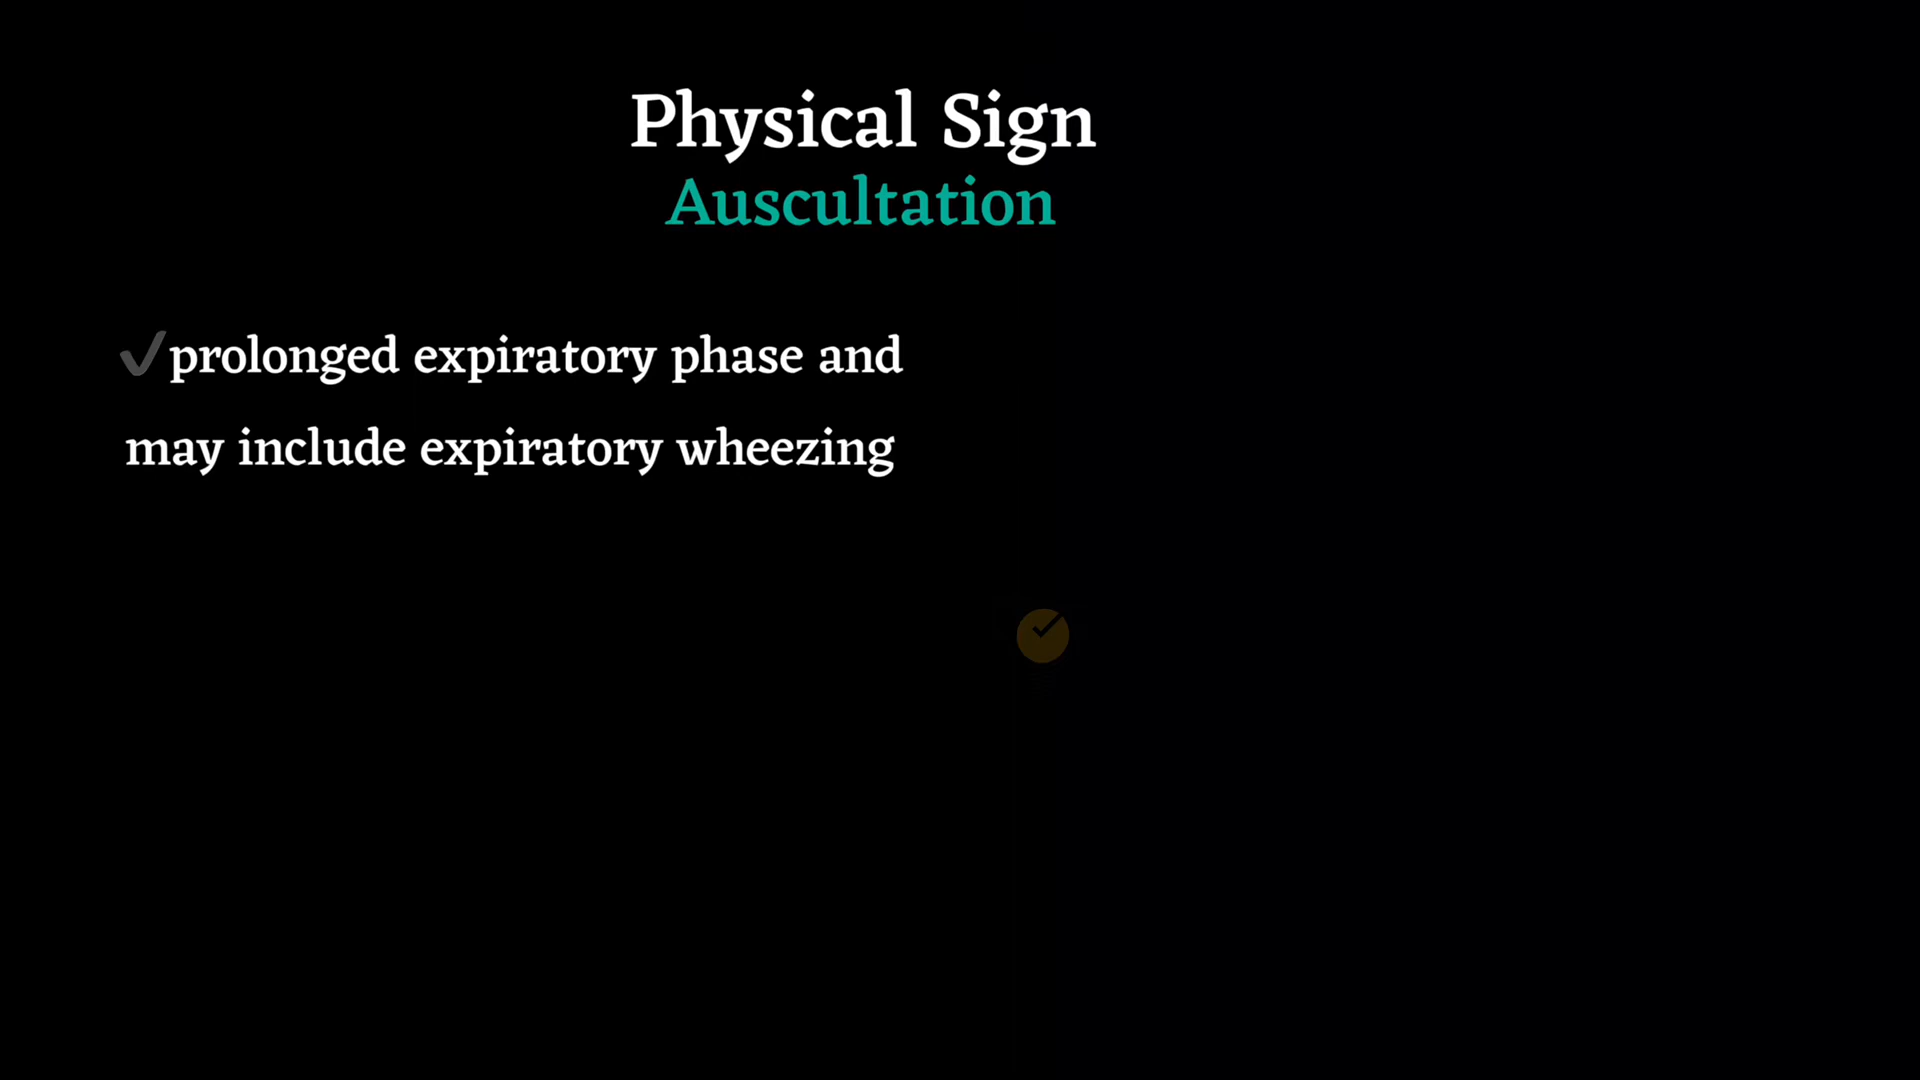 Physical Sign
Auscultation
✓prolonged expiratory phase and
may include expiratory wheezing